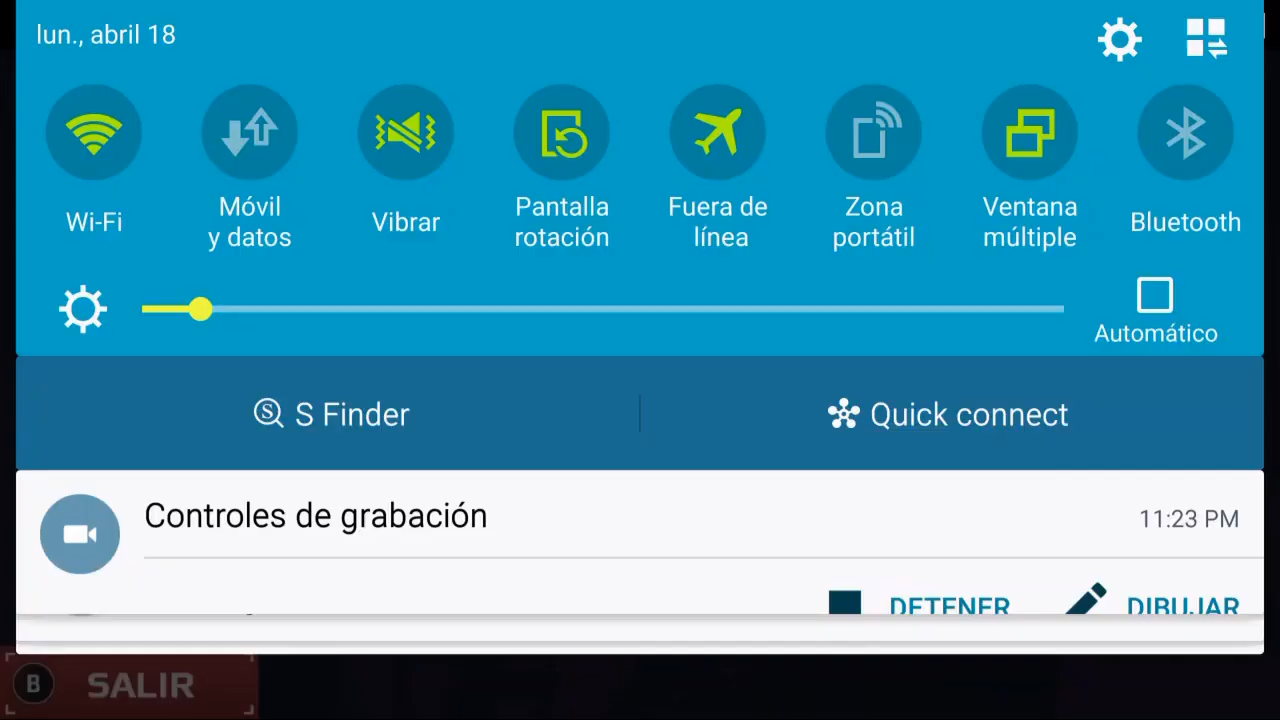 lun., abril 18
Wi-Fi
Móvil
y datos
Vibrar
Pantalla
rotación
Fuera de
línea
Zona
portátil
Ventana
múltiple
Bluetooth
Automático
S Finder
Quick connect
Controles de grabación
11:23 PM
DETENER
DIBUJAR
B SALIR